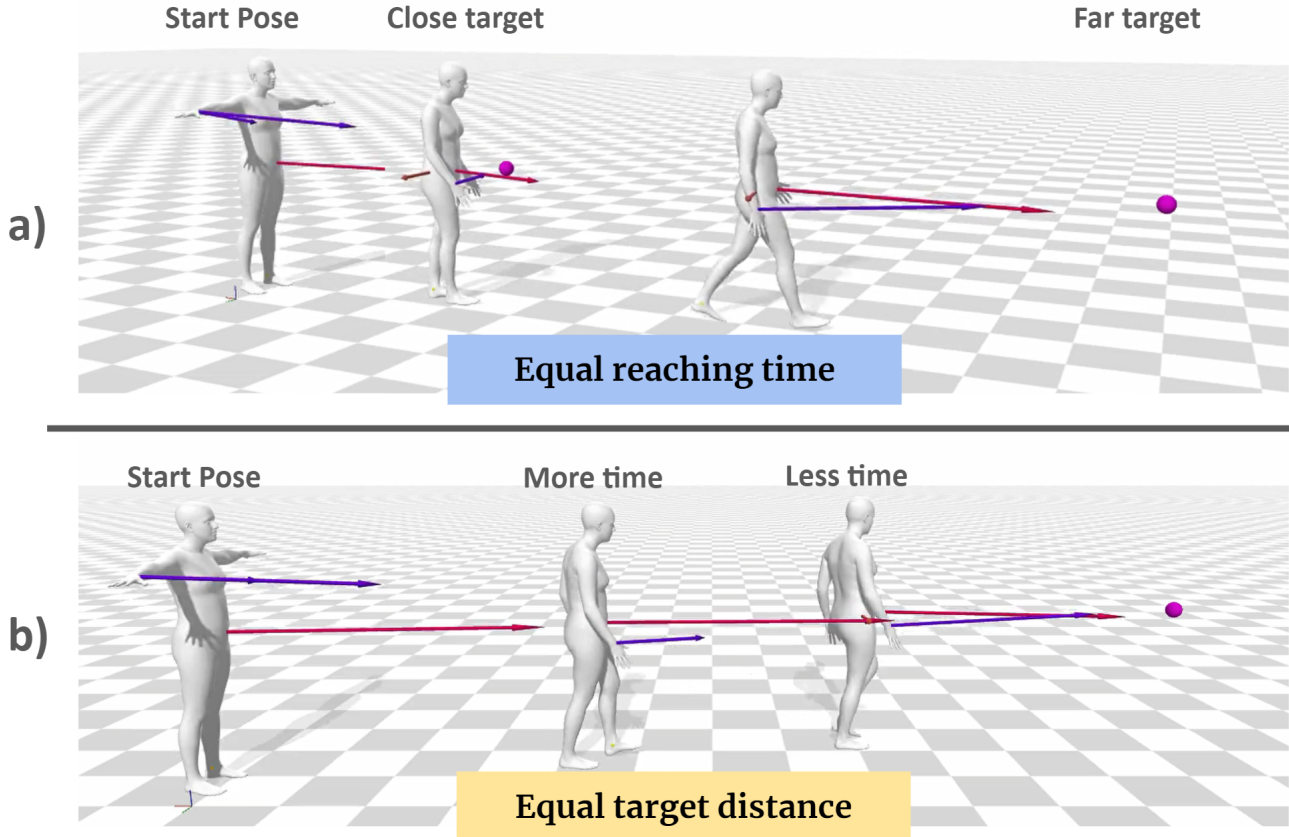 Start Pose
Close target
Far target
a)
Equal reaching time
Start Pose
More time
Less time
b)
Equal target distance